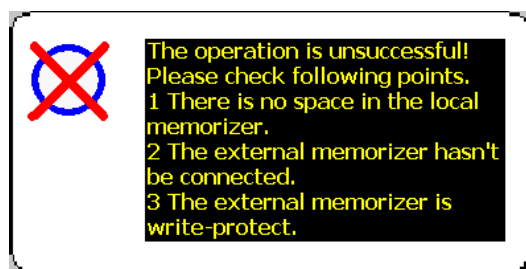 The operation is unsuccessful!
Please check following points.
1 There is no space in the local
memorizer.
2 The external memorizer hasn't
be connected.
3 The external memorizer is
write-protect.